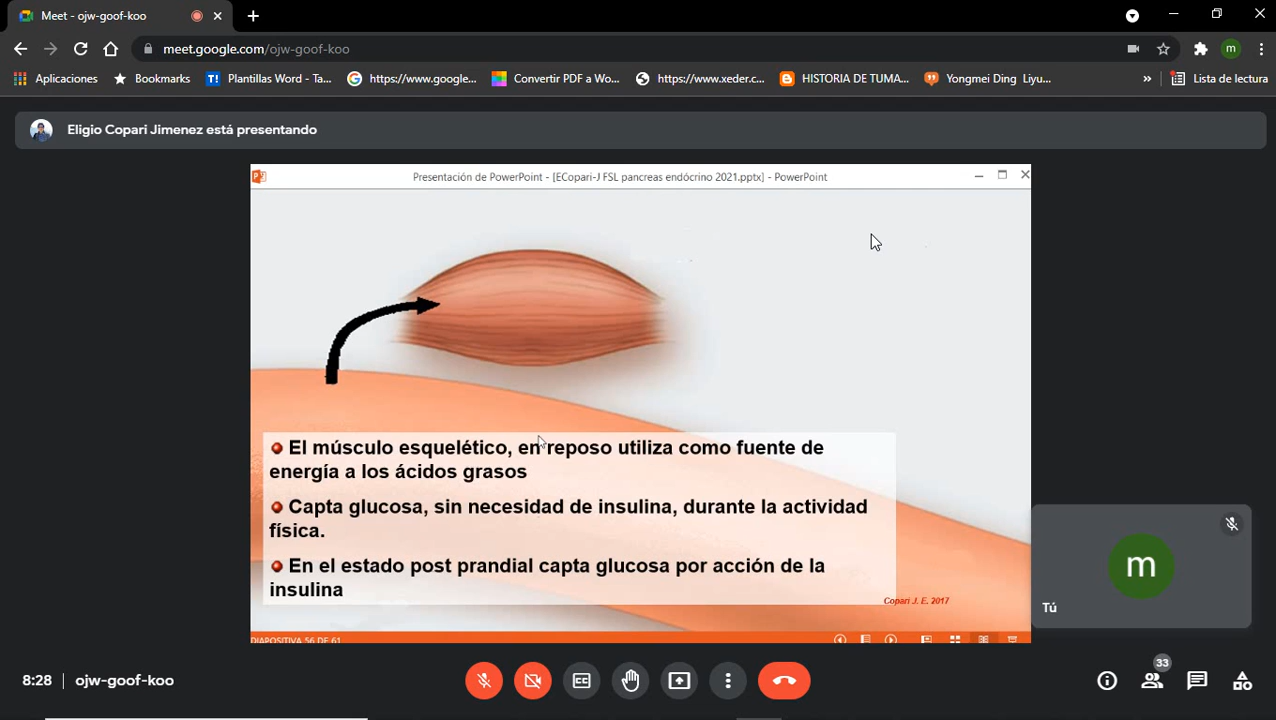 Meet - ojw-goof-koo
meet.google.com/ojw-goof-koo
Aplicaciones
Bookmarks
T!
Plantillas Word - Ta...
https://www.google...
Convertir PDF a Wo...
https://www.xeder.c...
HISTORIA DE TUMA...
Yongmei Ding Liyu...
»
Lista de lectura
m
Eligio Copari Jimenez está presentando
Presentación de PowerPoint - [ECopari-J FSL pancreas endócrino 2021.pptx] - PowerPoint
El músculo esquelético, en reposo utiliza como fuente de
energía a los ácidos grasos
Capta glucosa, sin necesidad de insulina, durante la actividad
física.
En el estado post prandial capta glucosa por acción de la
insulina
Copari J. E. 2017
DIAPOSITIVA 56 DE 61
m
Tú
8:28 | ojw-goof-koo
CC
33